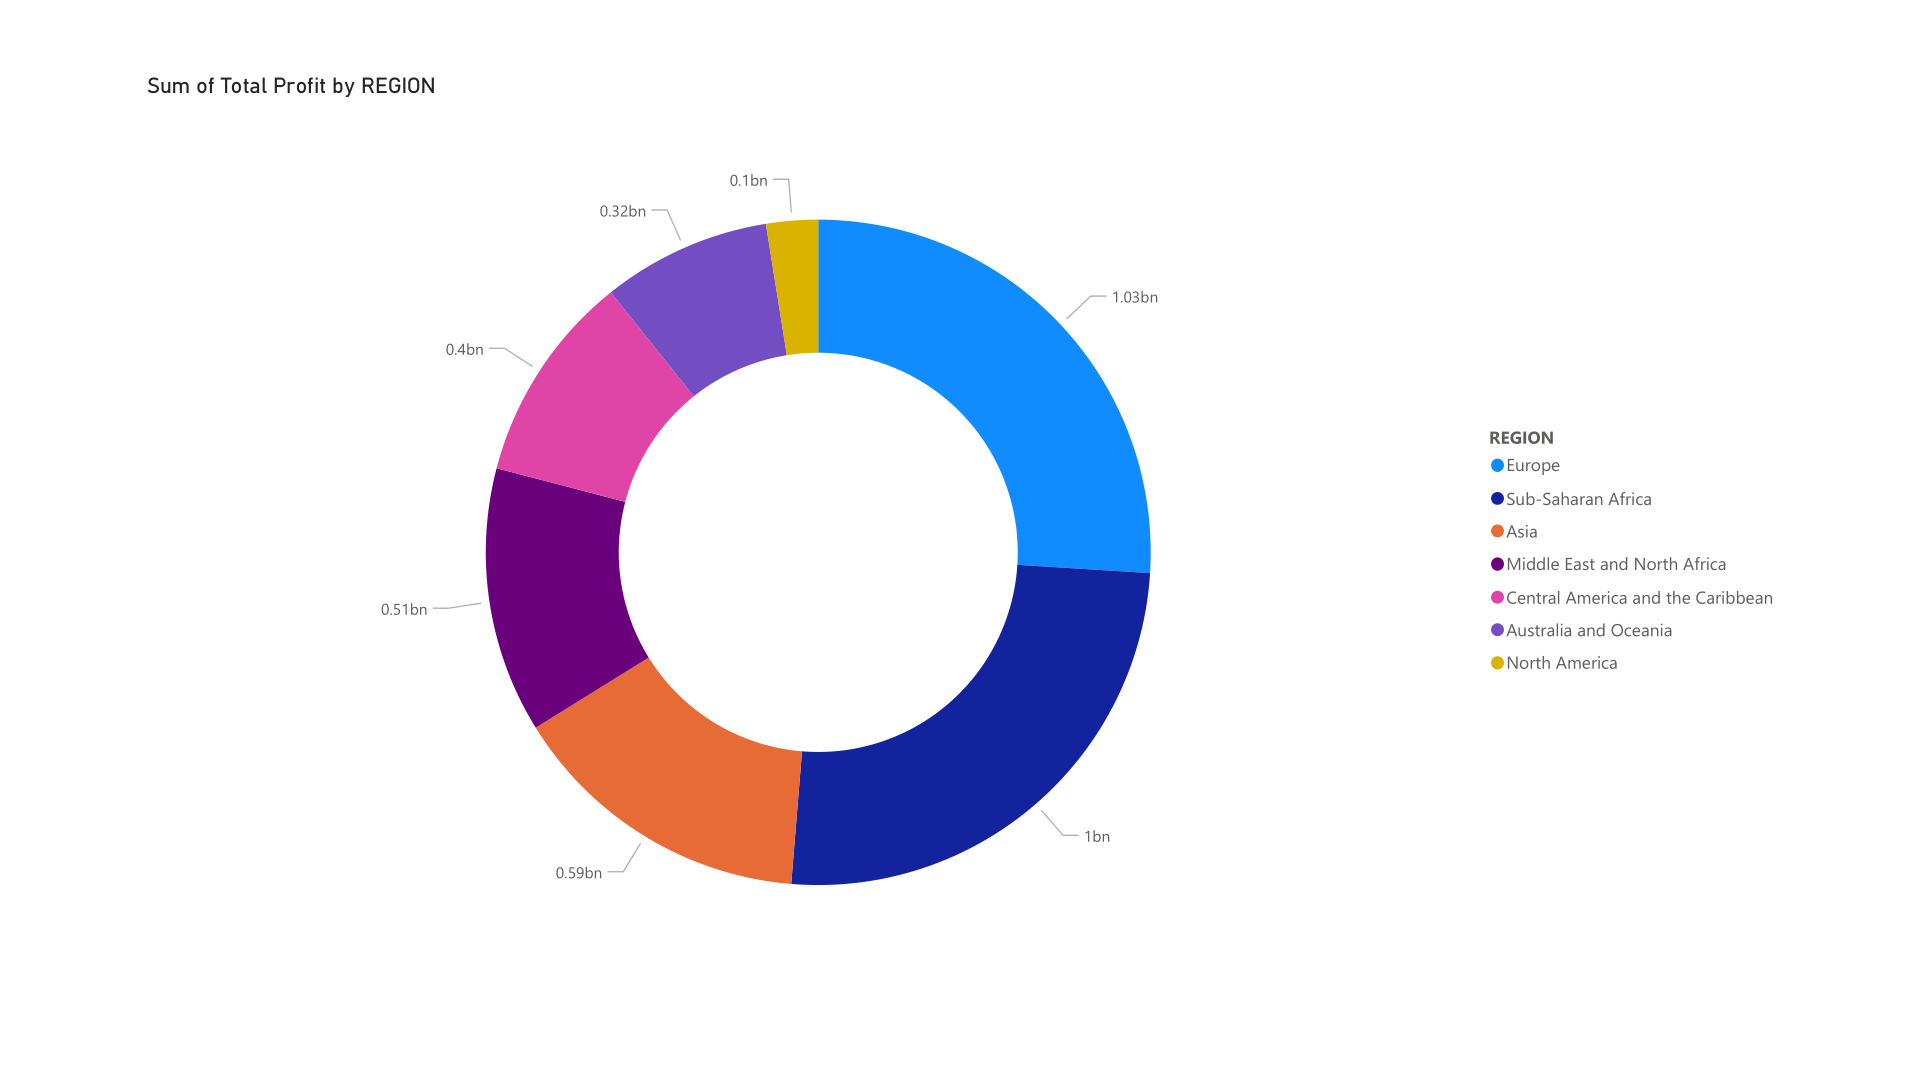 Sum of Total Profit by REGION
0.1bn
0.32bn
1.03bn
0.4bn
0.51bn
1bn
0.59bn
REGION
Europe
Sub-Saharan Africa
Asia
Middle East and North Africa
Central America and the Caribbean
Australia and Oceania
North America